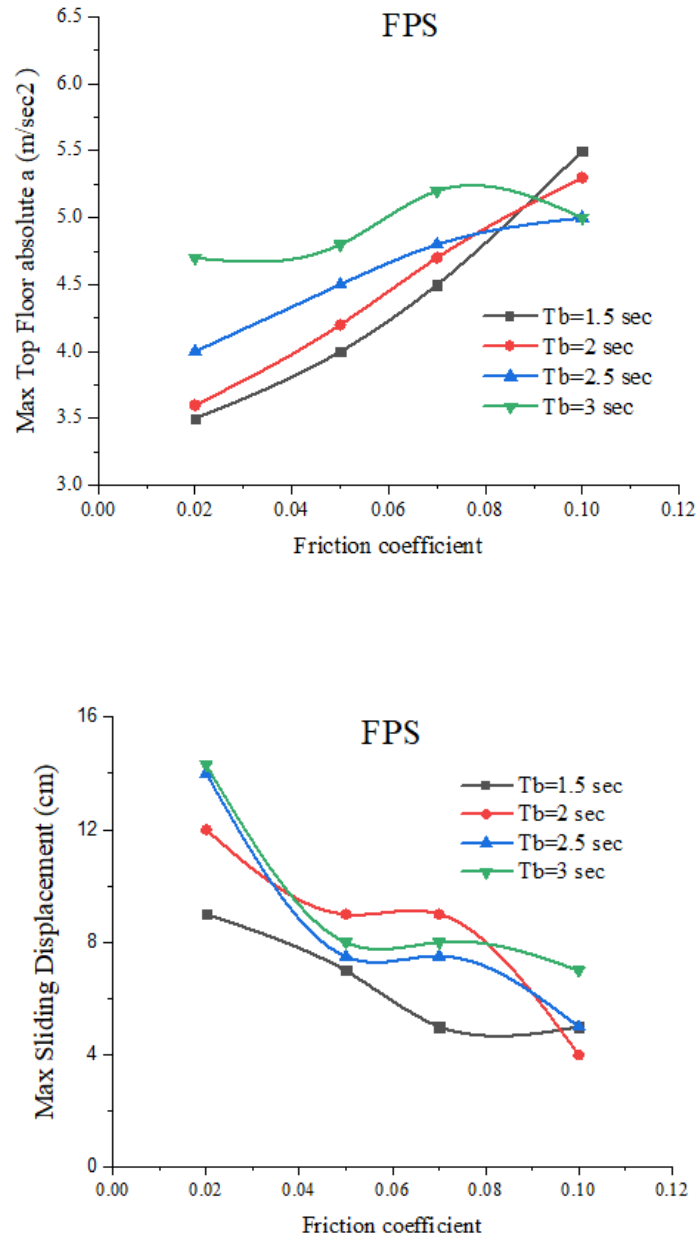 FPS
Max Top Floor absolute a (m/sec2 )
6.5
6.0
5.5
5.0
4.5
4.0
3.5
3.0
Tb=1.5 sec
Tb=2 sec
Tb=2.5 sec
Tb=3 sec
0.00 0.02 0.04 0.06 0.08 0.10 0.12
Friction coefficient
FPS
Max Sliding Displacement (cm)
16
12
8
4
0
Tb=1.5 sec
Tb=2 sec
Tb=2.5 sec
Tb=3 sec
0.00 0.02 0.04 0.06 0.08 0.10 0.12
Friction coefficient